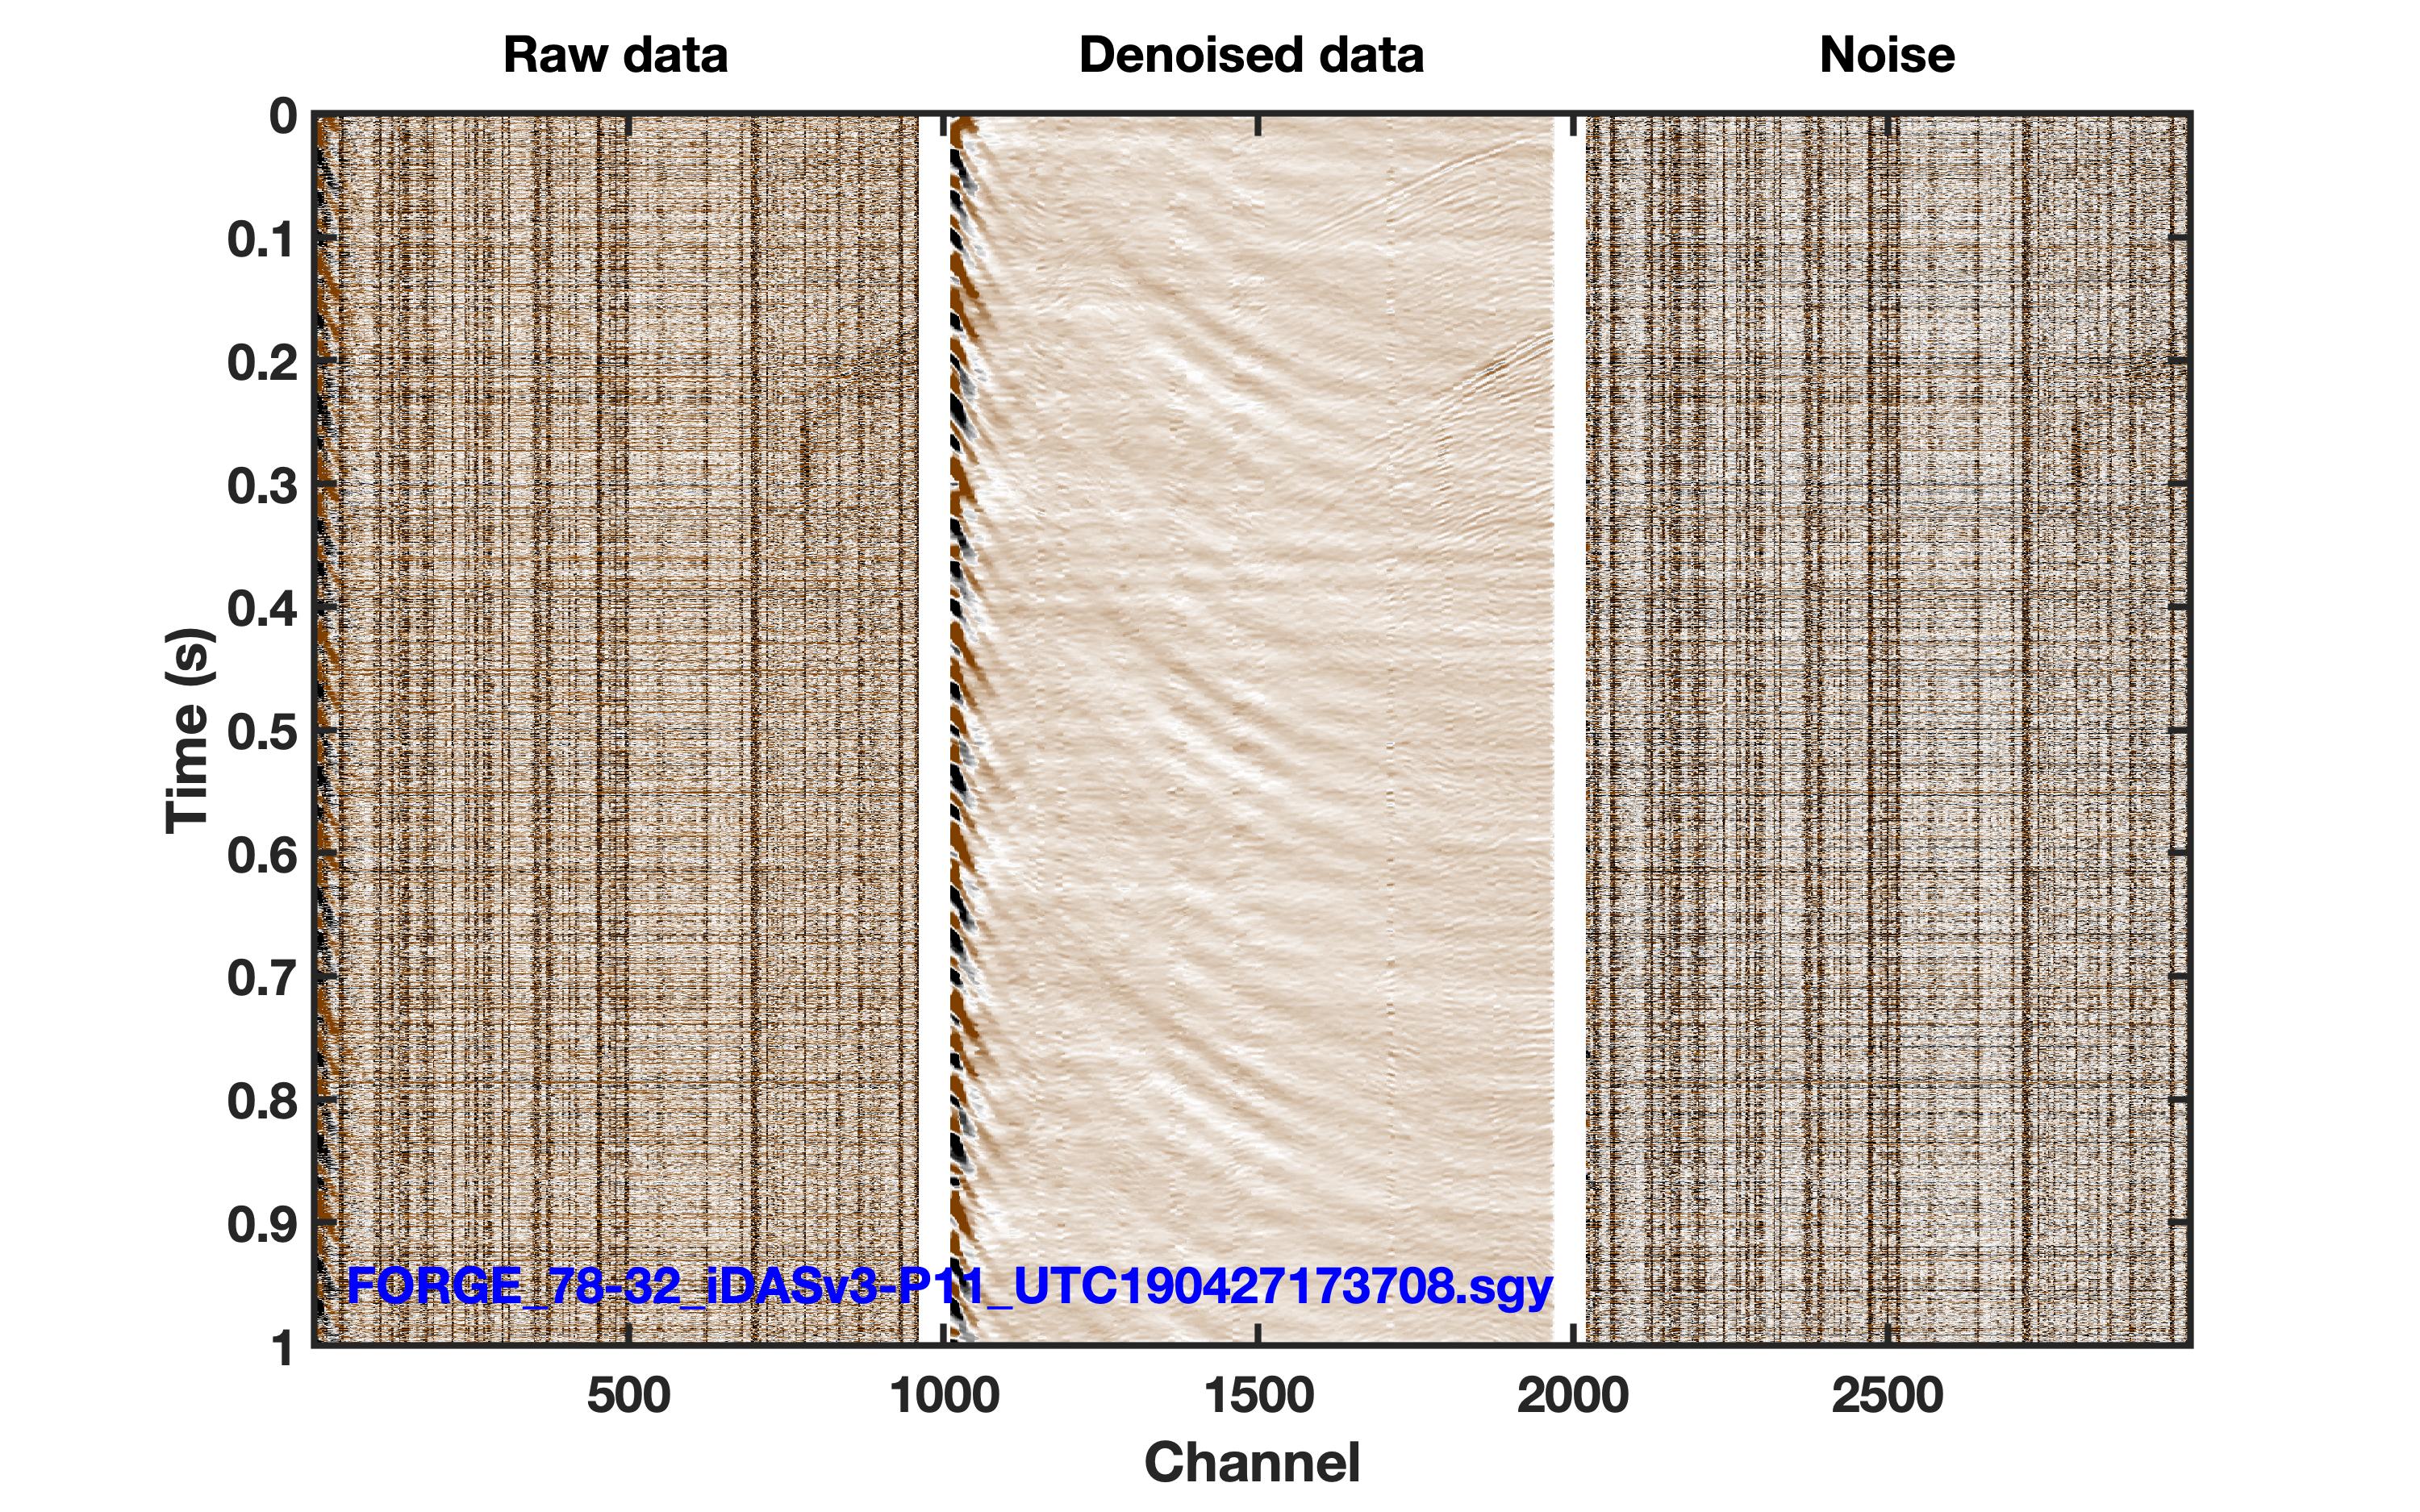 Raw data Denoised data Noise
0
0.1
0.2
0.3
0.4
0.5
0.6
0.7
0.8
0.9
1
Time (s)
FORGE_78-32_iDASv3-P11_UTC190427173708.sgy
500 1000 1500 2000 2500
Channel